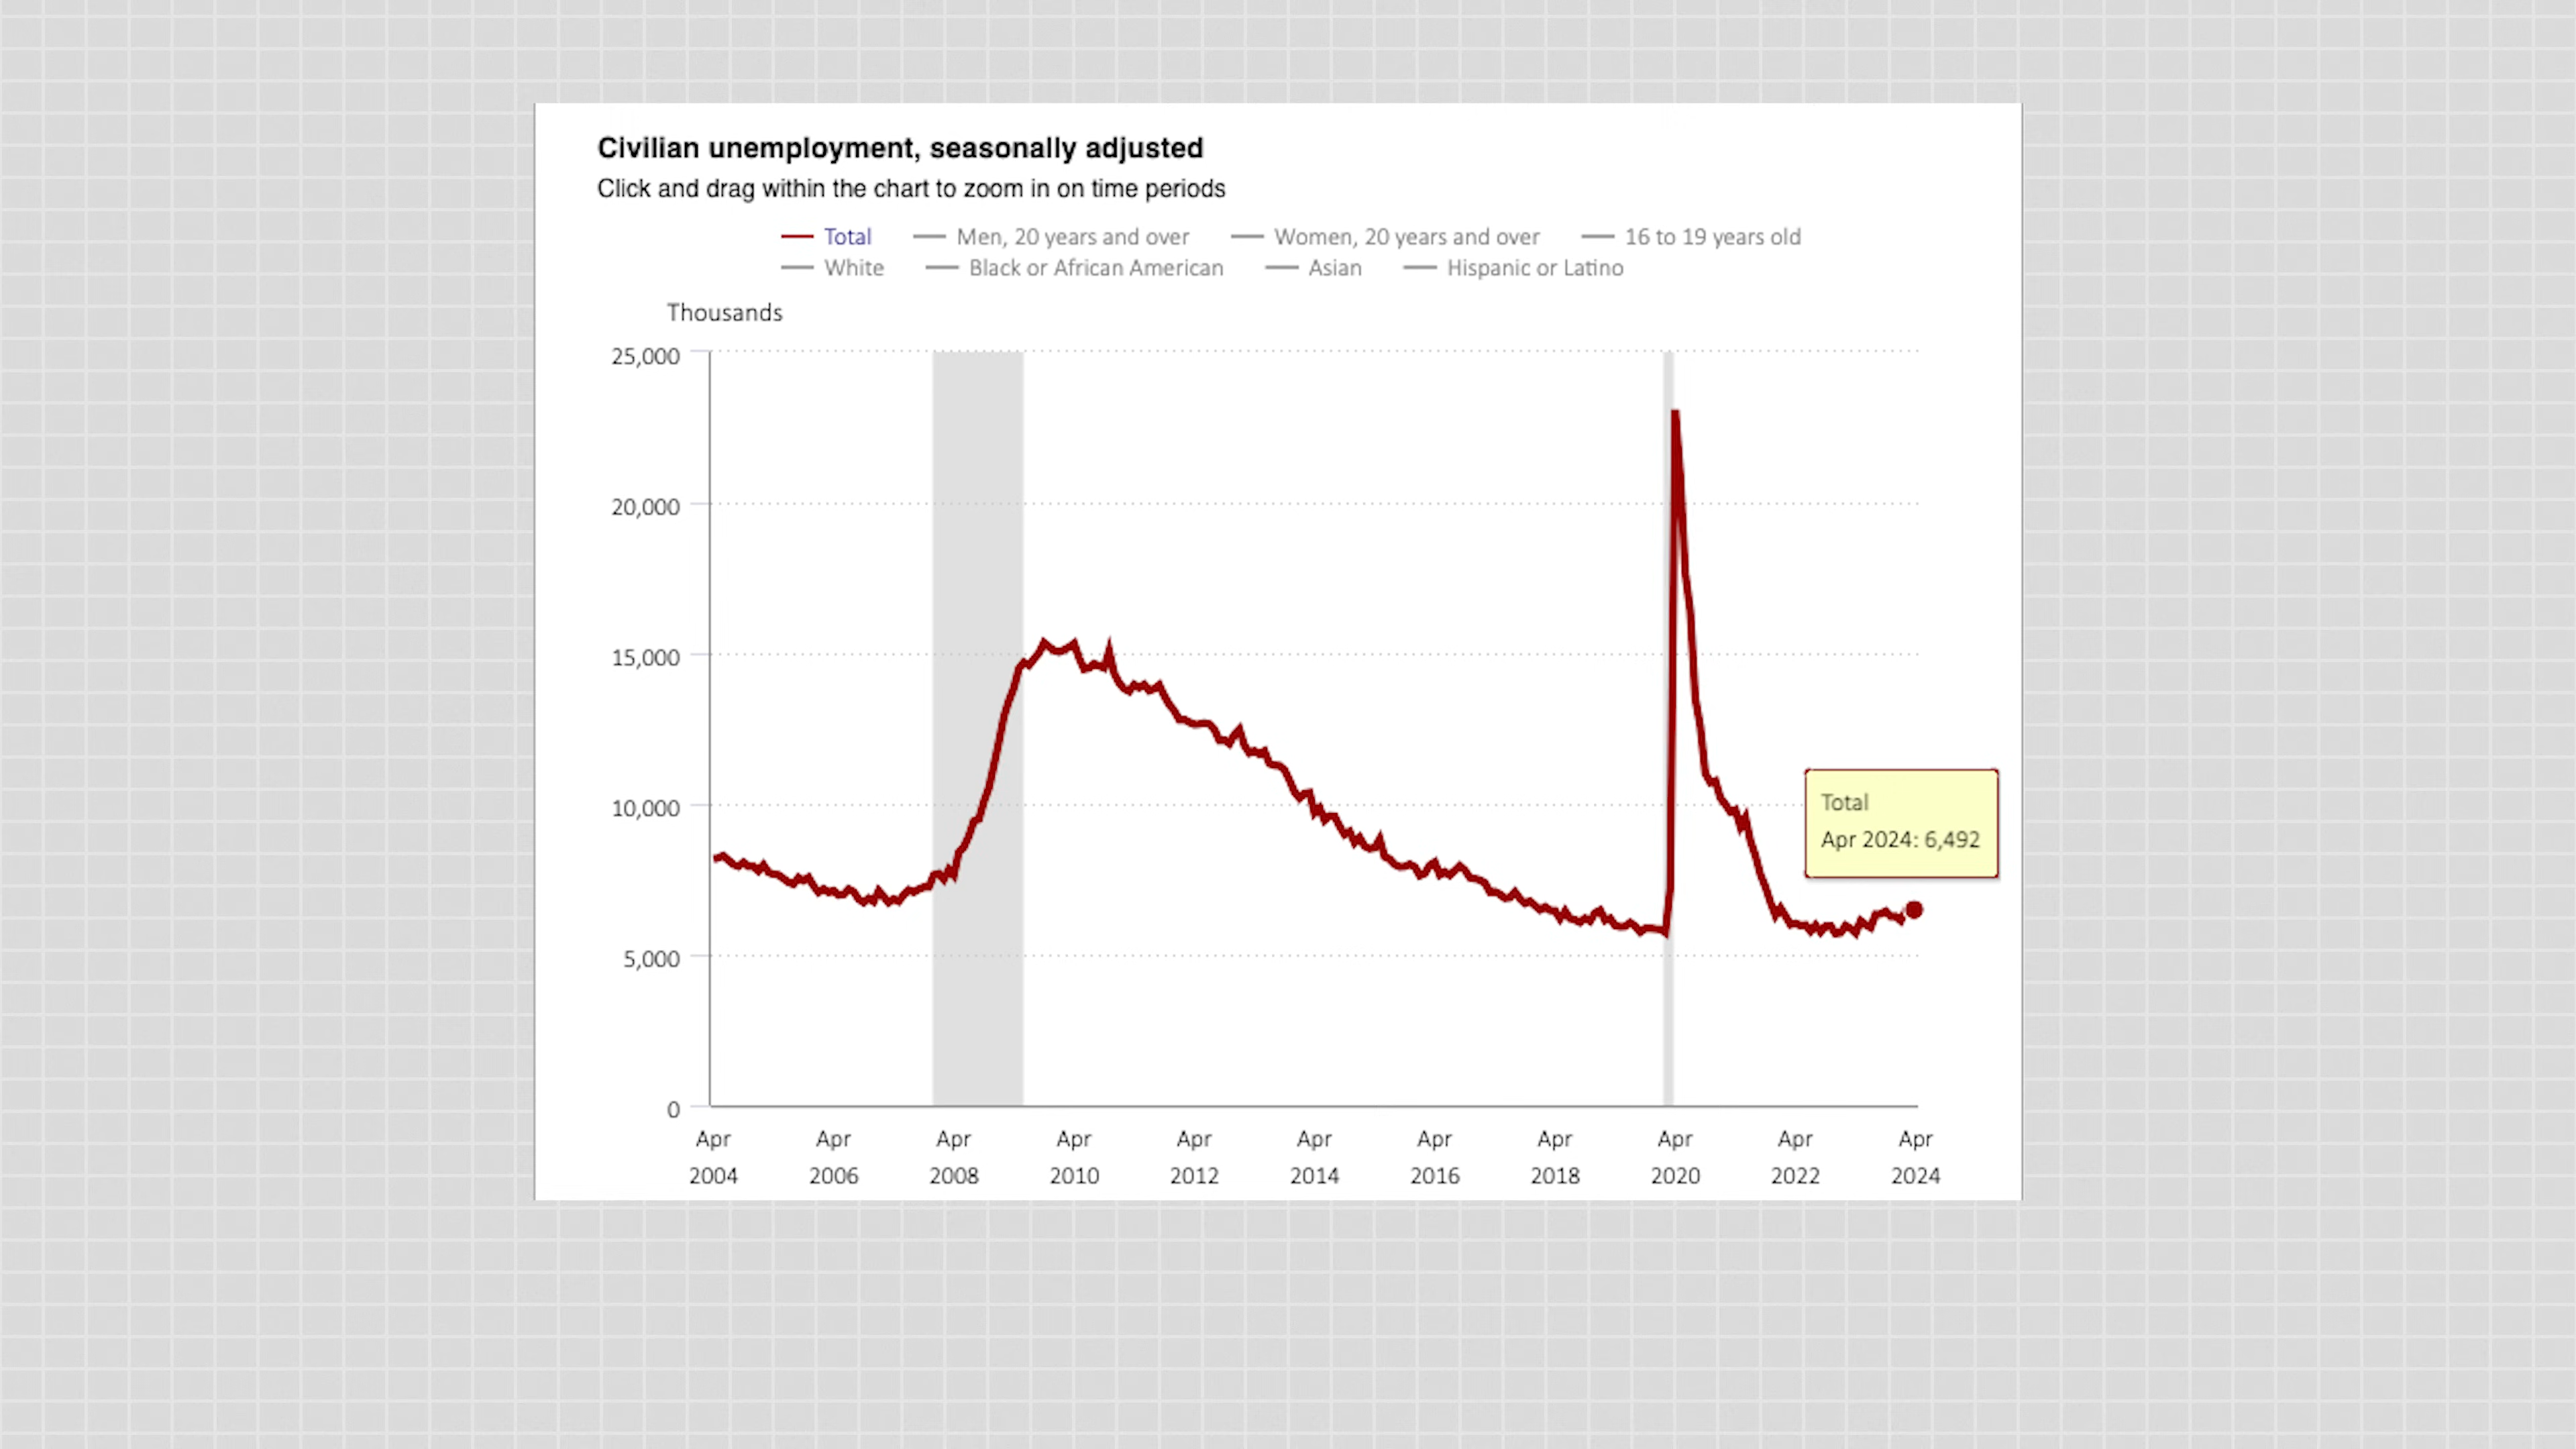 Civilian unemployment, seasonally adjusted
Click and drag within the chart to zoom in on time periods
Total Men, 20 years and over Women, 20 years and over 16 to 19 years old
White Black or African American Asian Hispanic or Latino
Thousands
25,000
20,000
15,000
10,000
5,000
0
Total
Apr 2024: 6,492
Apr Apr Apr Apr Apr Apr Apr Apr Apr Apr Apr
2004 2006 2008 2010 2012 2014 2016 2018 2020 2022 2024